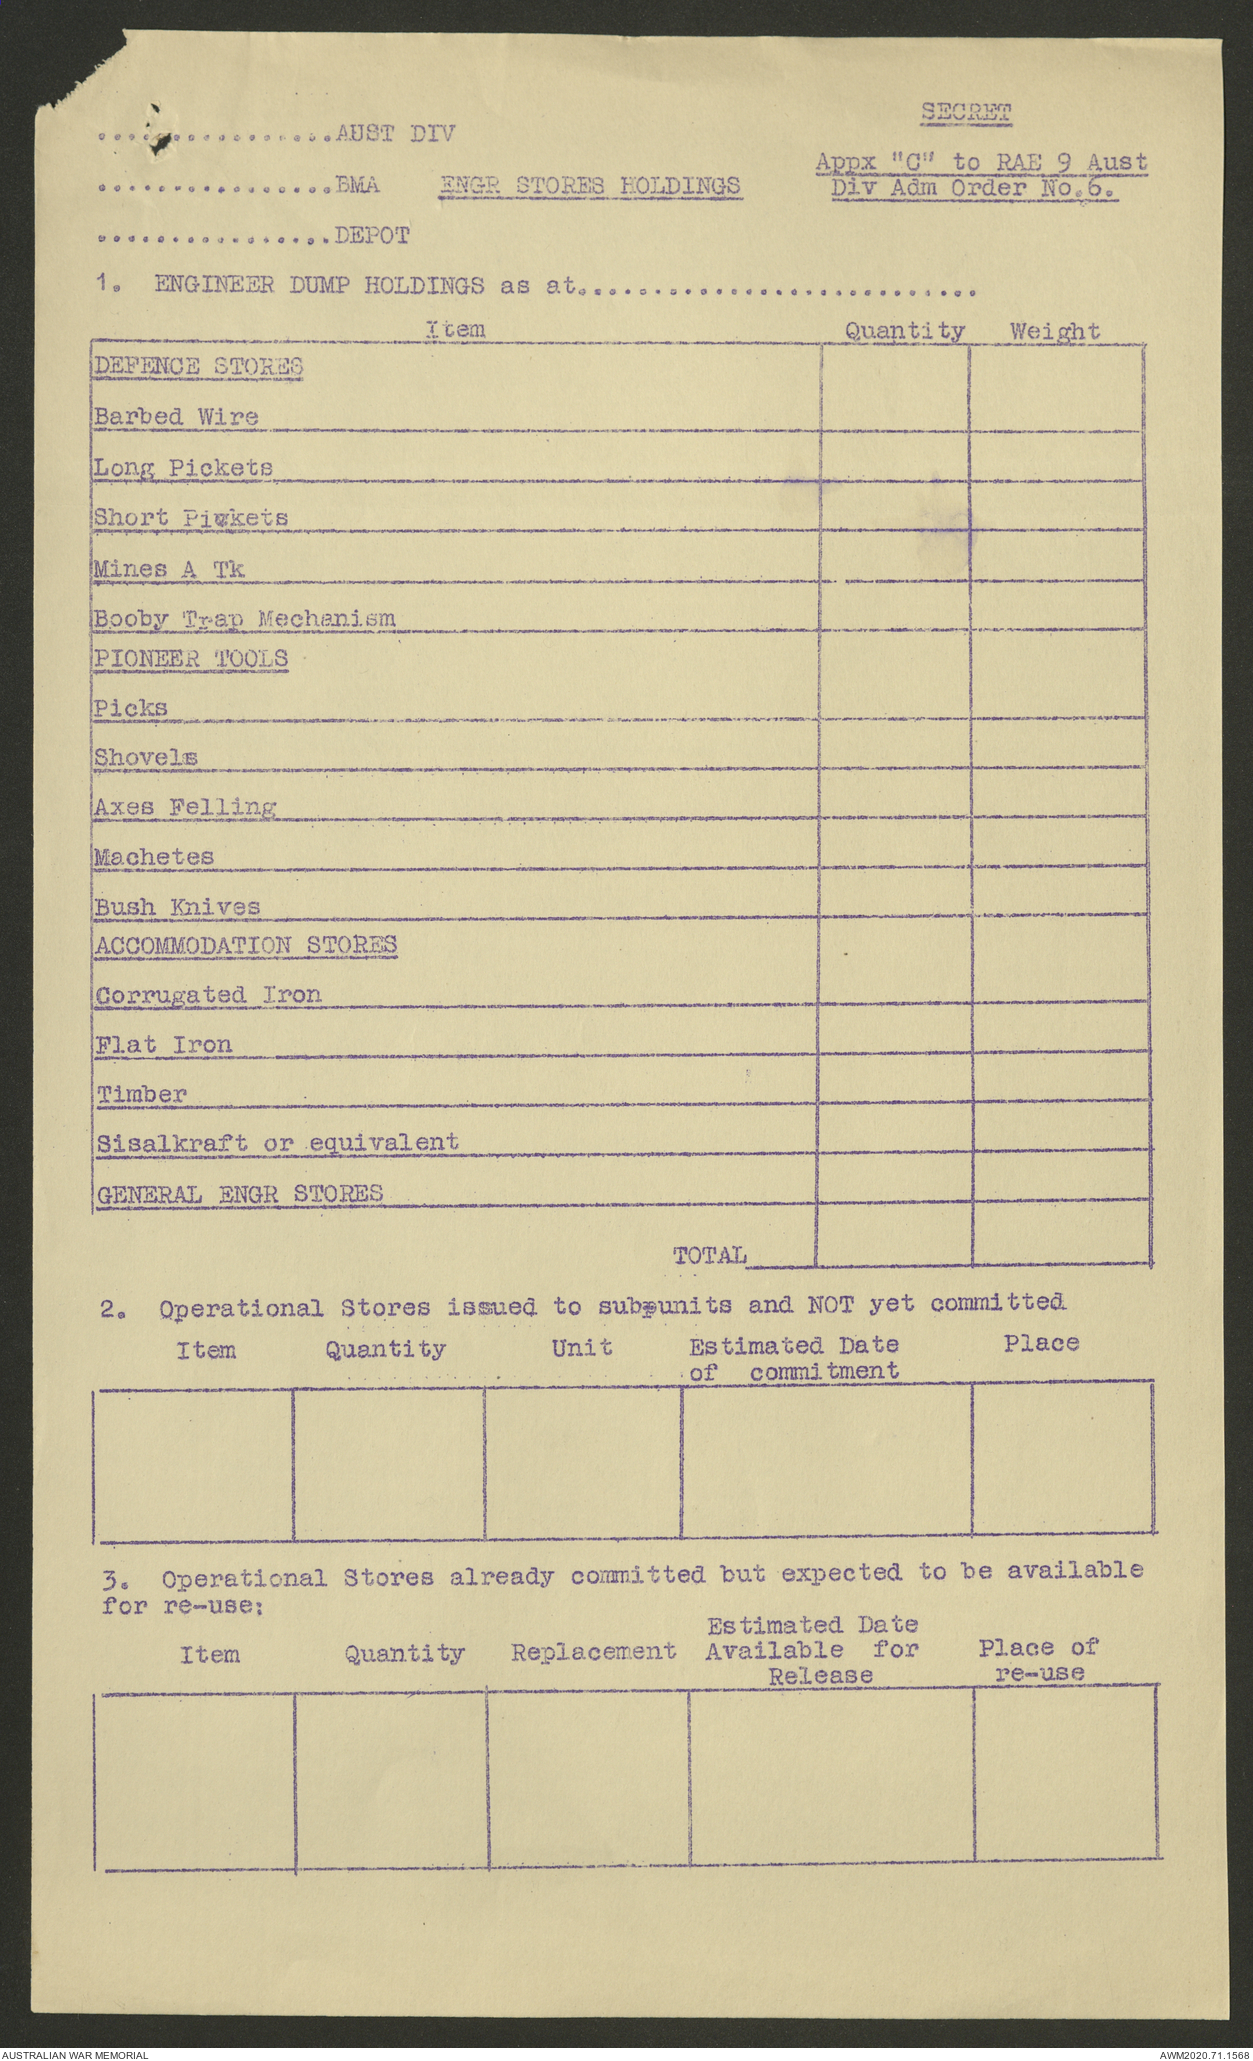 SECRET
................AUST DIV
Appx "C" to RAE 9 Aust
................BMA ENGR STORES HOLDINGS Div Adm Order No.6.
................DEPOT
1. ENGINEER DUMP HOLDINGS as at...........................
Item Quantity Weight
DEFENCE STORES
Barbed Wire
Long Pickets
Short Pickets
Mines A Tk
Booby Trap Mechanism
PIONEER TOOLS
Picks
Shovels
Axes Felling
Machetes
Bush Knives
ACCOMMODATION STORES
Corrugated Iron
Flat Iron
Timber
Sisalkraft or equivalent
GENERAL ENGR STORES
TOTAL
2. Operational Stores issued to sub-units and NOT yet committed
Item Quantity Unit Estimated Date Place
of commitment
3. Operational Stores already committed but expected to be available
for re-use:
Estimated Date
Item Quantity Replacement Available for Place of
Release re-use
AUSTRALIAN WAR MEMORIAL AWM2020.71.1568